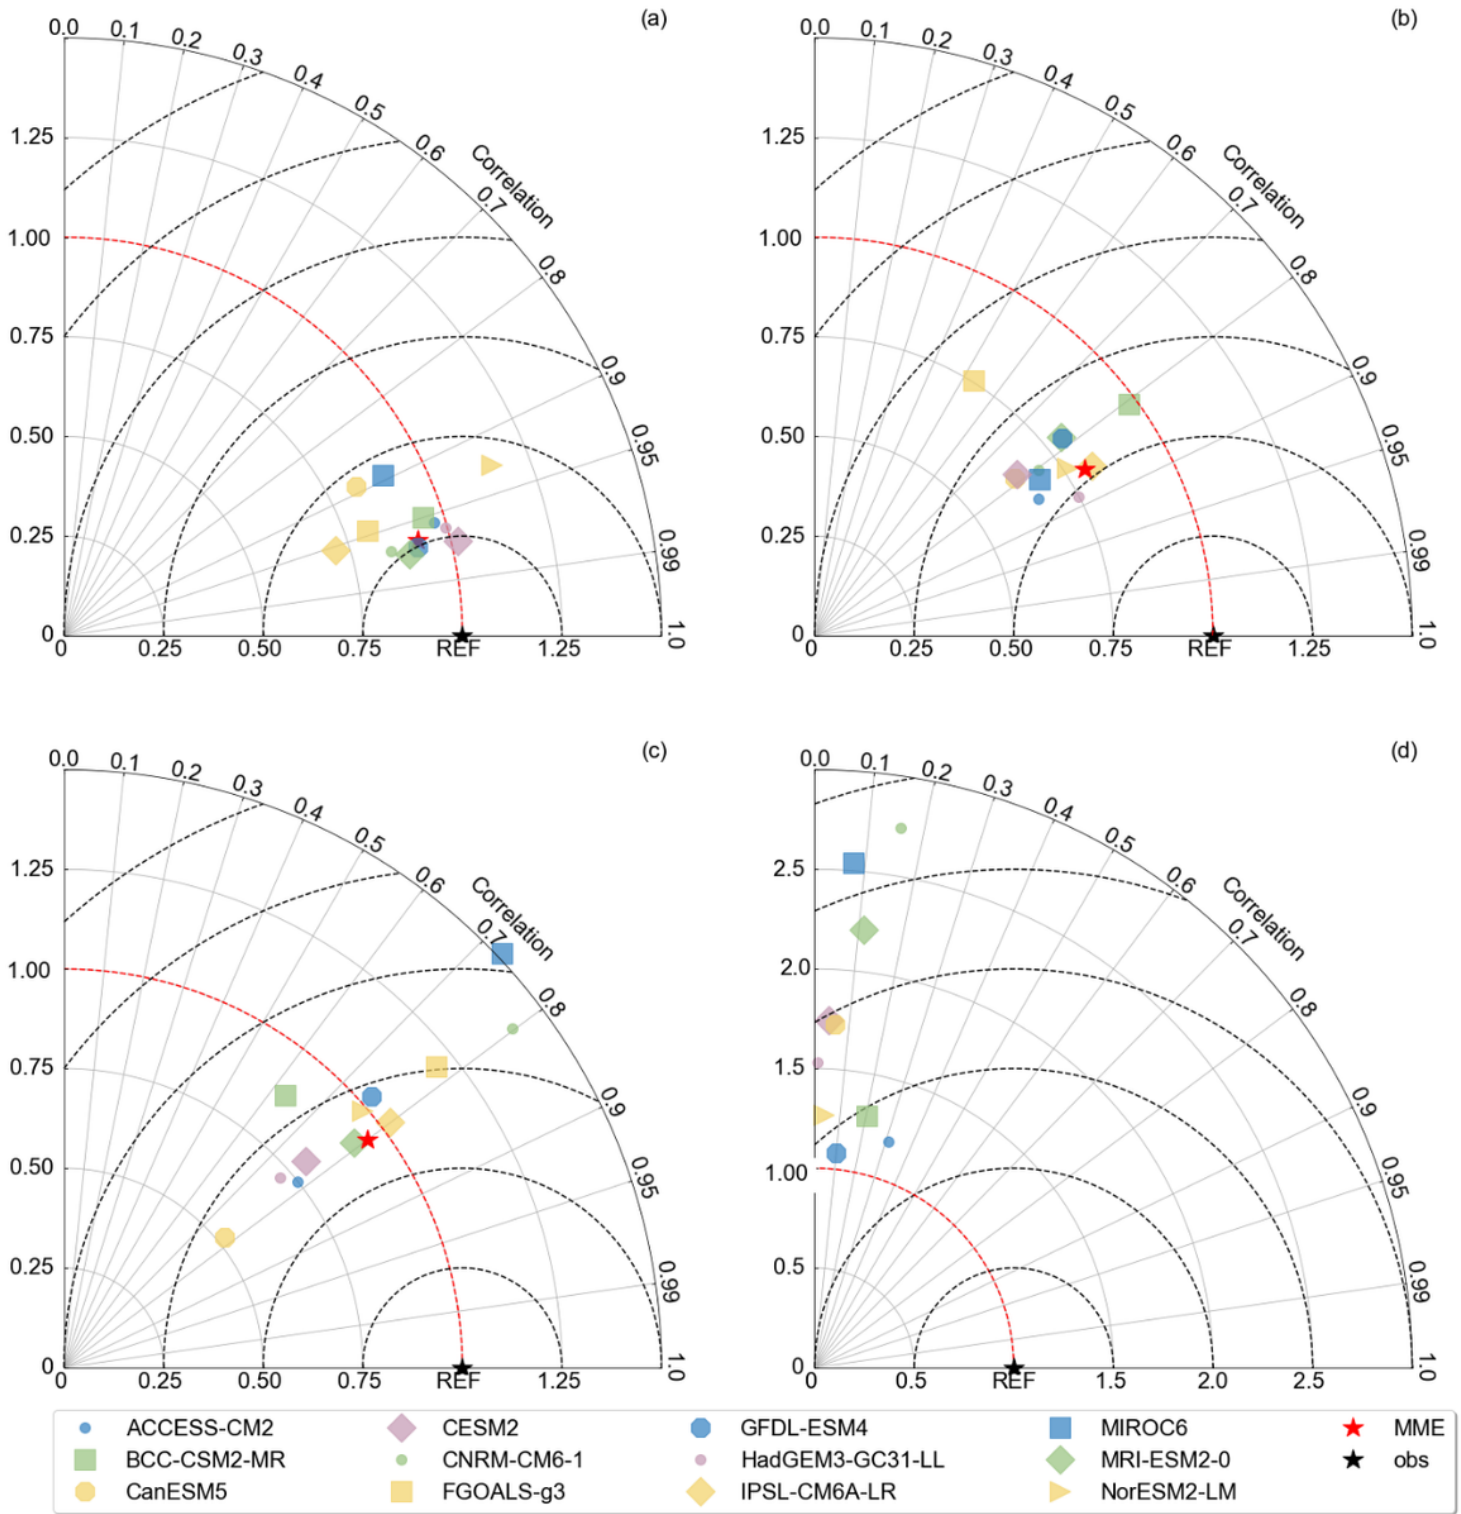 (a)
0.0 0.1 0.2 0.3 0.4 0.5 0.6 0.7 0.8 0.9 0.95 0.99 1.0
Correlation
1.25
1.00
0.75
0.50
0.25
0
0 0.25 0.50 0.75 REF 1.25
(b)
0.0 0.1 0.2 0.3 0.4 0.5 0.6 0.7 0.8 0.9 0.95 0.99 1.0
Correlation
1.25
1.00
0.75
0.50
0.25
0
0 0.25 0.50 0.75 REF 1.25
(c)
0.0 0.1 0.2 0.3 0.4 0.5 0.6 0.7 0.8 0.9 0.95 0.99 1.0
Correlation
1.25
1.00
0.75
0.50
0.25
0
0 0.25 0.50 0.75 REF 1.25
(d)
0.0 0.1 0.2 0.3 0.4 0.5 0.6 0.7 0.8 0.9 0.95 0.99 1.0
Correlation
2.5
2.0
1.5
1.00
0.5
0
0 0.5 REF 1.5 2.0 2.5
ACCESS-CM2 CESM2 GFDL-ESM4 MIROC6 MME
BCC-CSM2-MR CNRM-CM6-1 HadGEM3-GC31-LL MRI-ESM2-0 obs
CanESM5 FGOALS-g3 IPSL-CM6A-LR NorESM2-LM